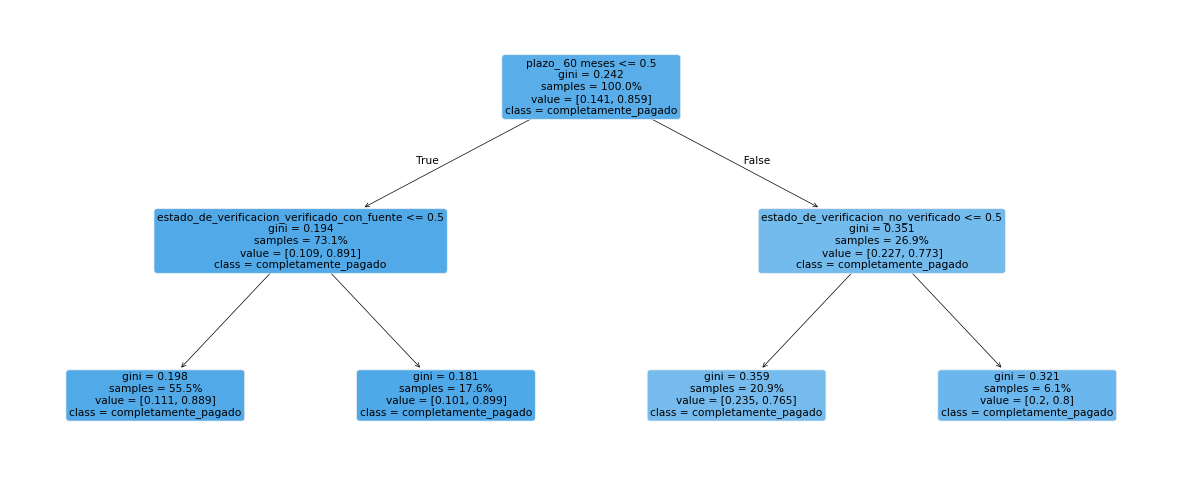 plazo_ 60 meses <= 0.5
gini = 0.242
samples = 100.0%
value = [0.141, 0.859]
class = completamente_pagado
True
False
estado_de_verificacion_verificado_con_fuente <= 0.5
gini = 0.194
samples = 73.1%
value = [0.109, 0.891]
class = completamente_pagado
estado_de_verificacion_no_verificado <= 0.5
gini = 0.351
samples = 26.9%
value = [0.227, 0.773]
class = completamente_pagado
gini = 0.198
samples = 55.5%
value = [0.111, 0.889]
class = completamente_pagado
gini = 0.181
samples = 17.6%
value = [0.101, 0.899]
class = completamente_pagado
gini = 0.359
samples = 20.9%
value = [0.235, 0.765]
class = completamente_pagado
gini = 0.321
samples = 6.1%
value = [0.2, 0.8]
class = completamente_pagado